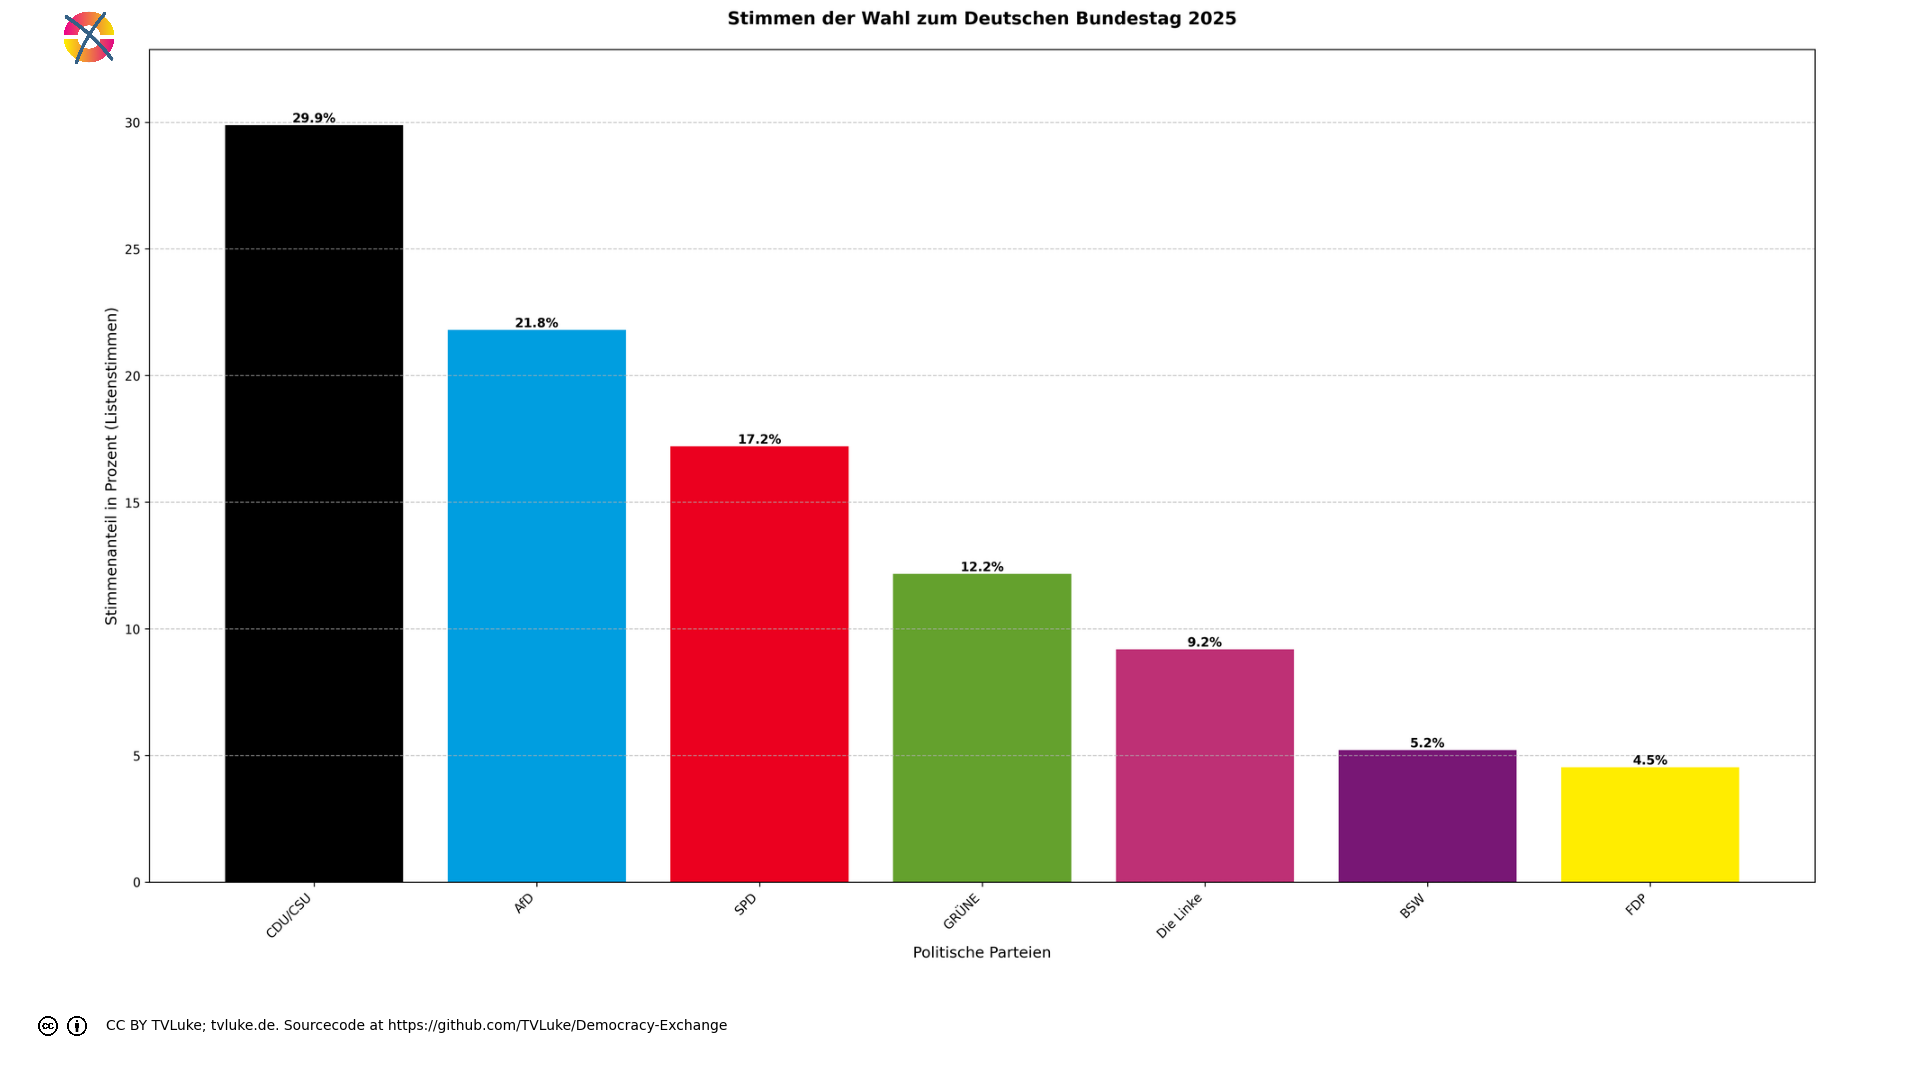 Stimmen der Wahl zum Deutschen Bundestag 2025
Stimmenanteil in Prozent (Listenstimmen)
30
25
20
15
10
5
0
29.9%
21.8%
17.2%
12.2%
9.2%
5.2%
4.5%
CDU/CSU
AfD
SPD
GRÜNE
Die Linke
BSW
FDP
Politische Parteien
cc CC BY TVLuke; tvluke.de. Sourcecode at https://github.com/TVLuke/Democracy-Exchange